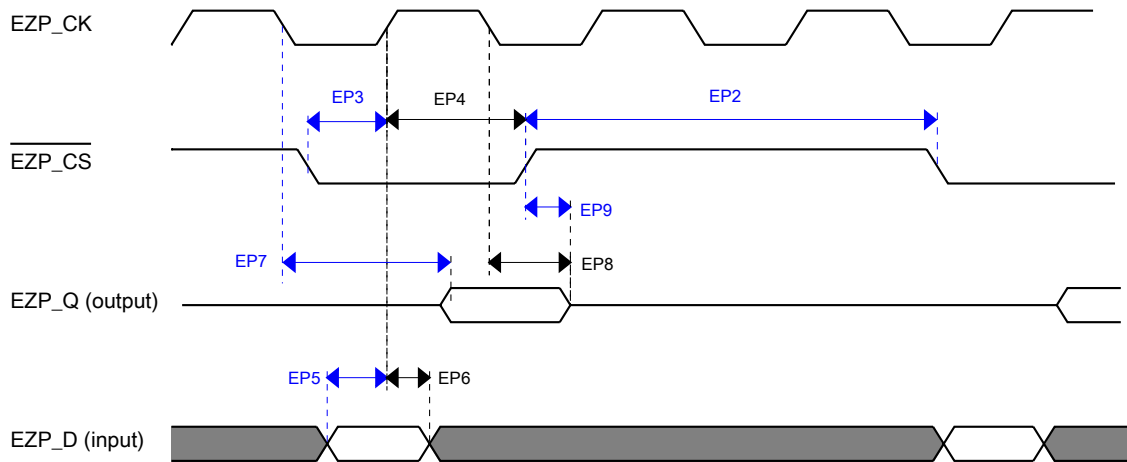 EZP_CK
EP3
EP4
EP2
EZP_CS
EP9
EP7
EP8
EZP_Q (output)
EP5
EP6
EZP_D (input)